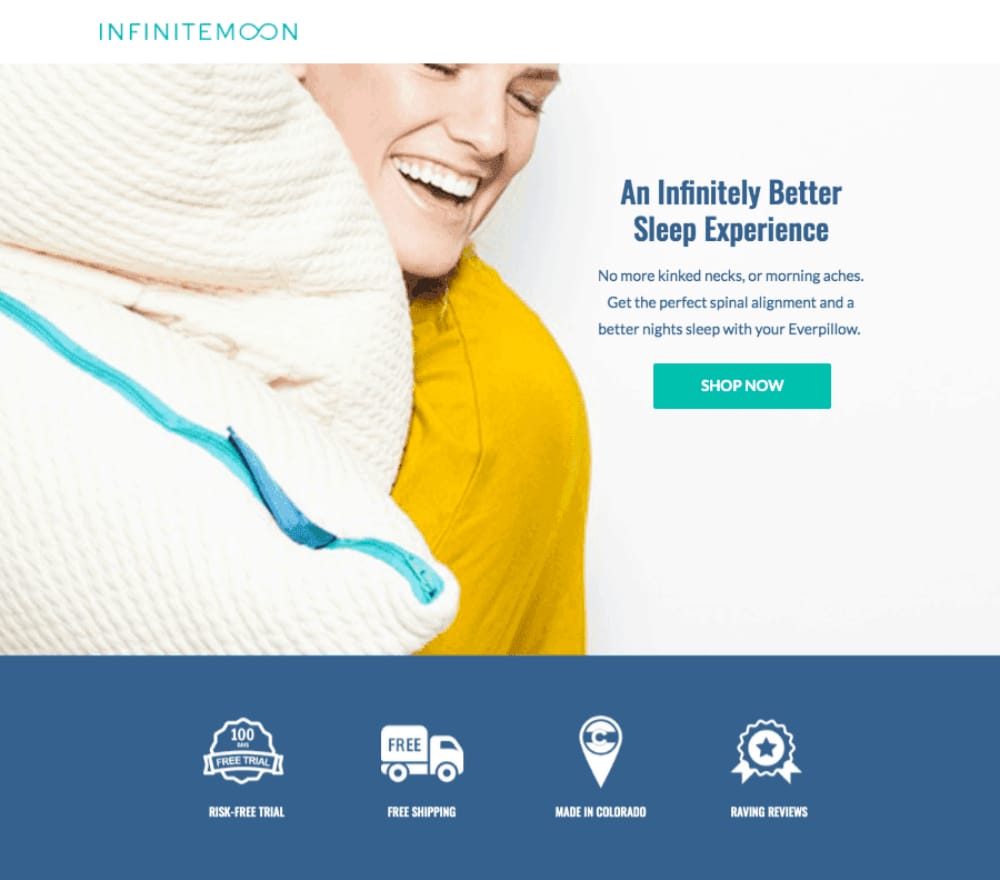 INFINITEMOON
An Infinitely Better
Sleep Experience
No more kinked necks, or morning aches.
Get the perfect spinal alignment and a
better nights sleep with your Everpillow.
SHOP NOW
100
DAYS
FREE TRIAL
FREE
C
RISK-FREE TRIAL
FREE SHIPPING
MADE IN COLORADO
RAVING REVIEWS